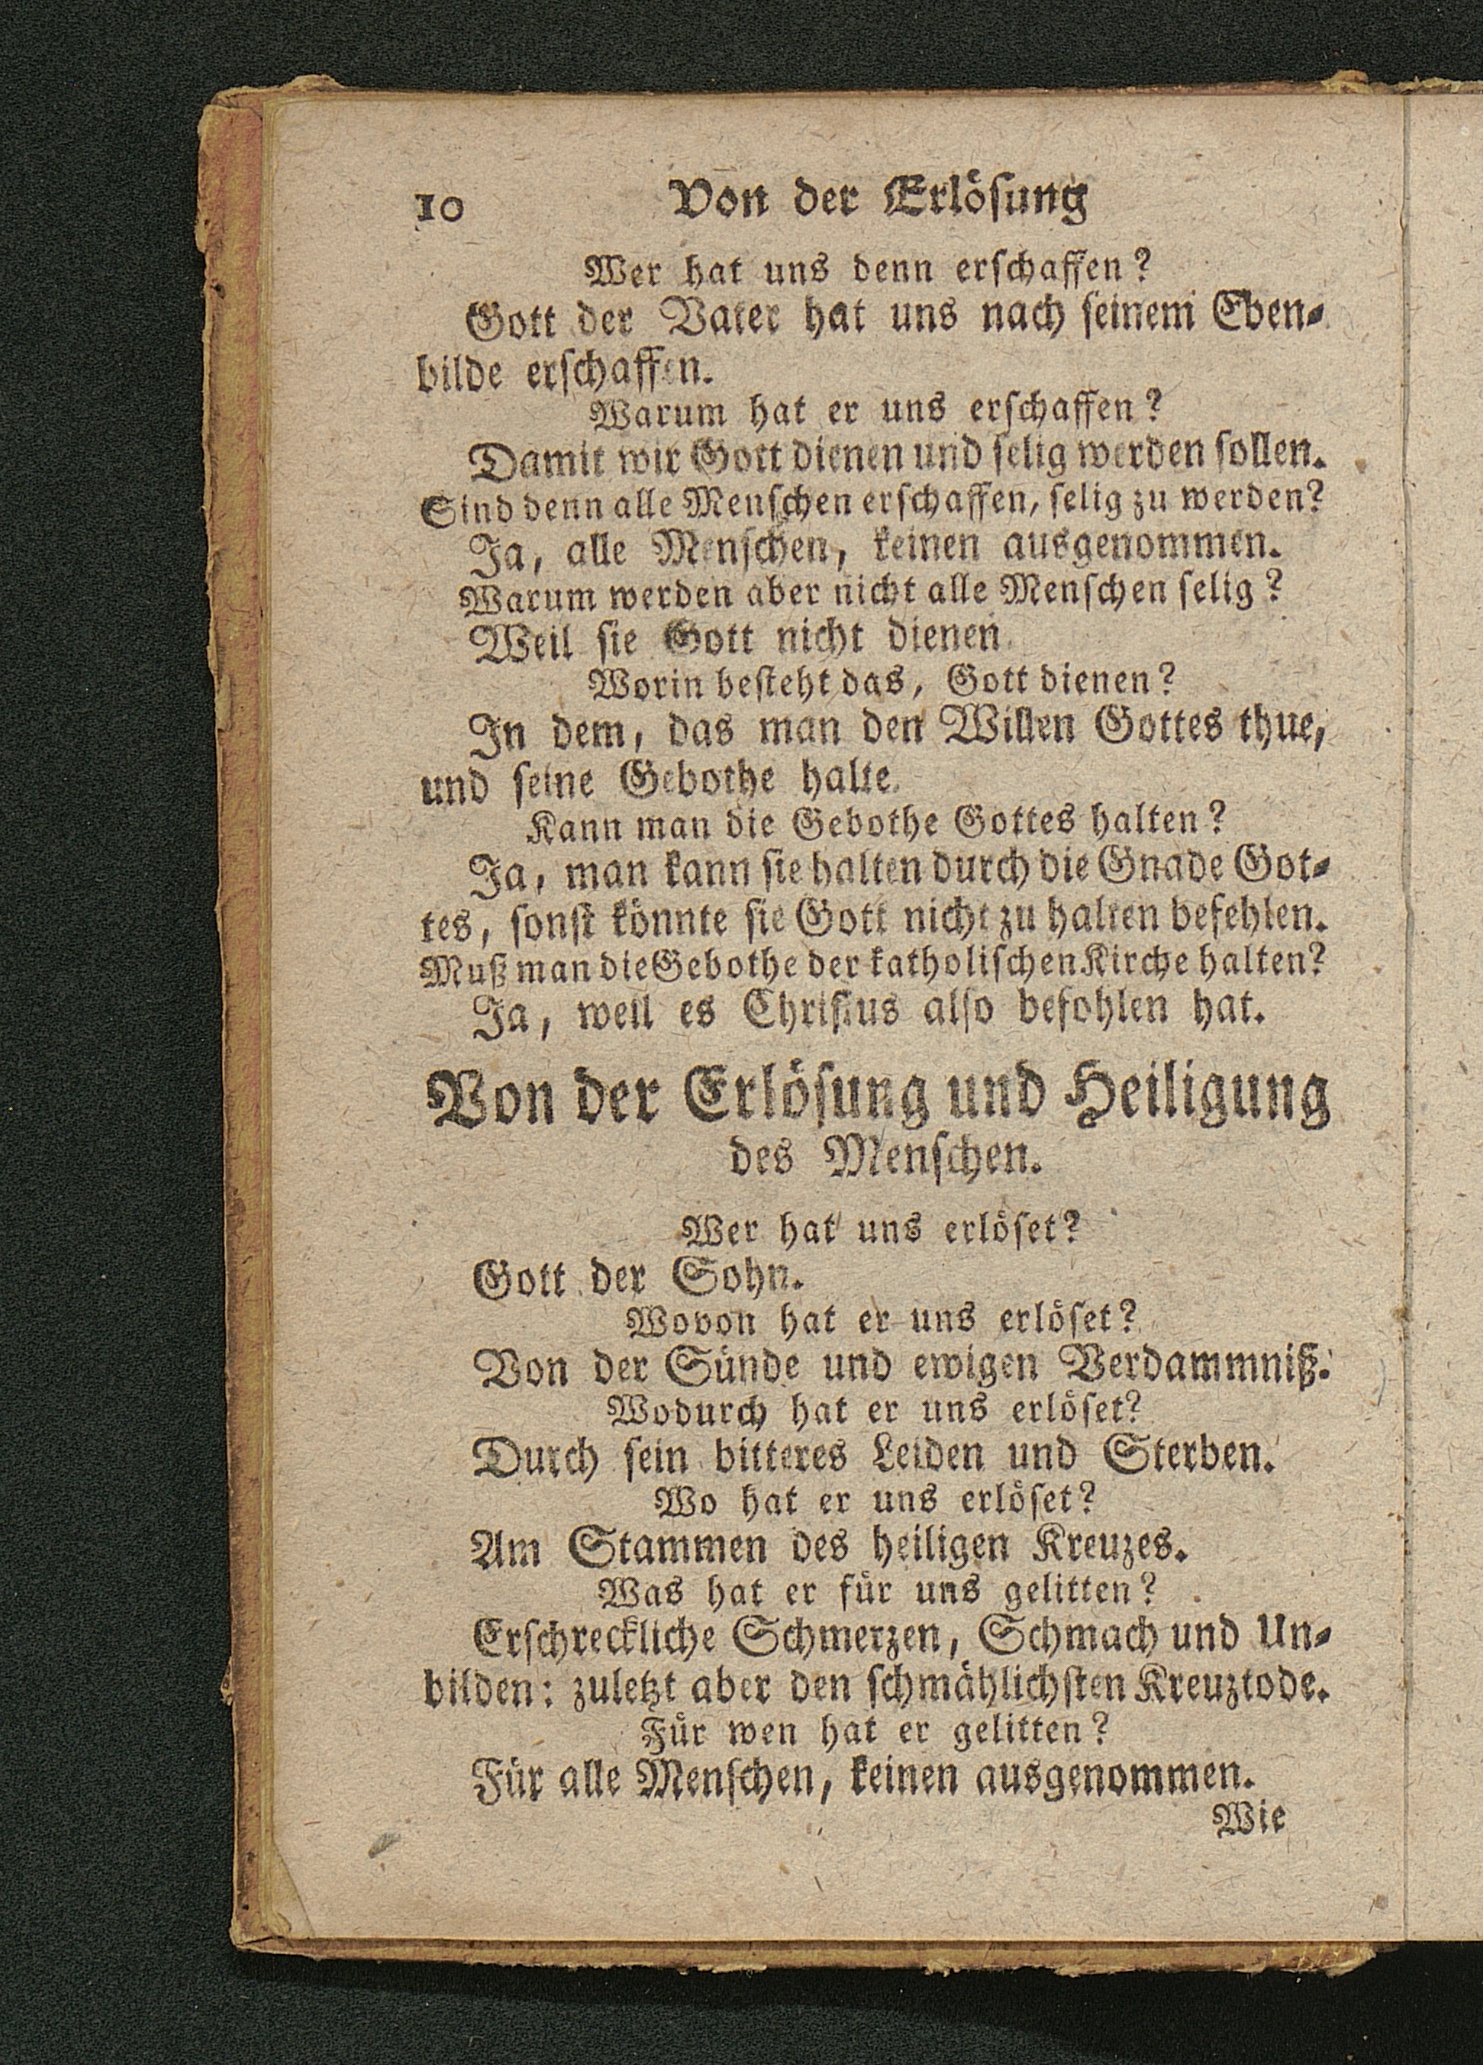 10 Von der Erlösung
Wer hat uns denn erschaffen?
Gott der Vater hat uns nach seinem Eben-
bilde erschaffen.
Warum hat er uns erschaffen?
Damit wir Gott dienen und selig werden sollen.
Sind denn alle Menschen erschaffen, selig zu werden?
Ja, alle Menschen, keinen ausgenommen.
Warum werden aber nicht alle Menschen selig?
Weil sie Gott nicht dienen
Worin besteht das, Gott dienen?
In dem, das man den Willen Gottes thue,
und seine Gebothe halte.
Kann man die Gebothe Gottes halten?
Ja, man kann sie halten durch die Gnade Got-
tes, sonst könnte sie Gott nicht zu halten befehlen.
Muß man die Gebothe der katholischen Kirche halten?
Ja, weil es Christus also befohlen hat.
Von der Erlösung und Heiligung
des Menschen.
Wer hat uns erlöset?
Gott der Sohn.
Wovon hat er uns erlöset?
Von der Sünde und ewigen Verdammniß.
Wodurch hat er uns erlöset?
Durch sein bitteres Leiden und Sterben.
Wo hat er uns erlöset?
Am Stammen des heiligen Kreuzes.
Was hat er für uns gelitten?
Erschreckliche Schmerzen, Schmach und Un-
bilden: zuletzt aber den schmählichsten Kreuztode.
Für wen hat er gelitten?
Für alle Menschen, keinen ausgenommen.
Wie